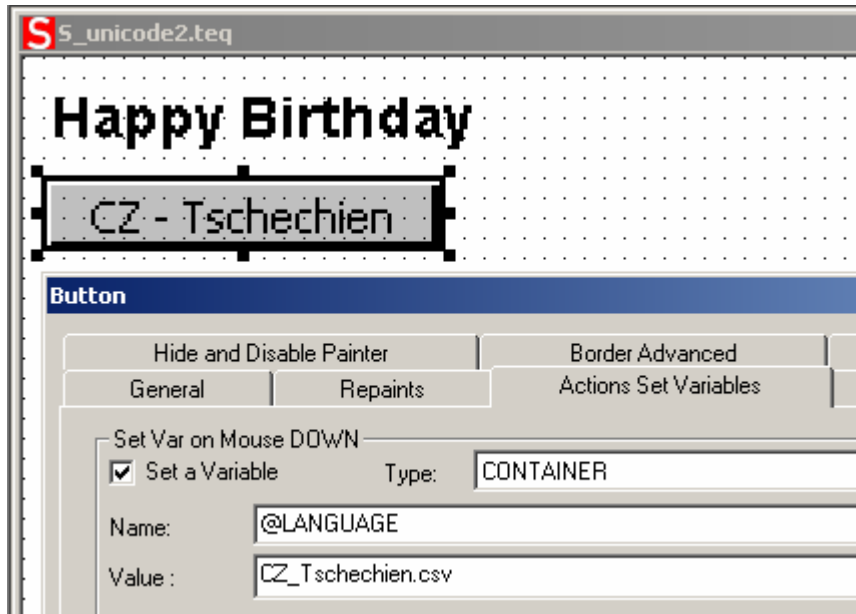 S S_unicode2.teq
Happy Birthday
CZ - Tschechien
Button
Hide and Disable Painter Border Advanced
General Repaints Actions Set Variables
Set Var on Mouse DOWN
Set a Variable Type: CONTAINER
Name: @LANGUAGE
Value : CZ_Tschechien.csv